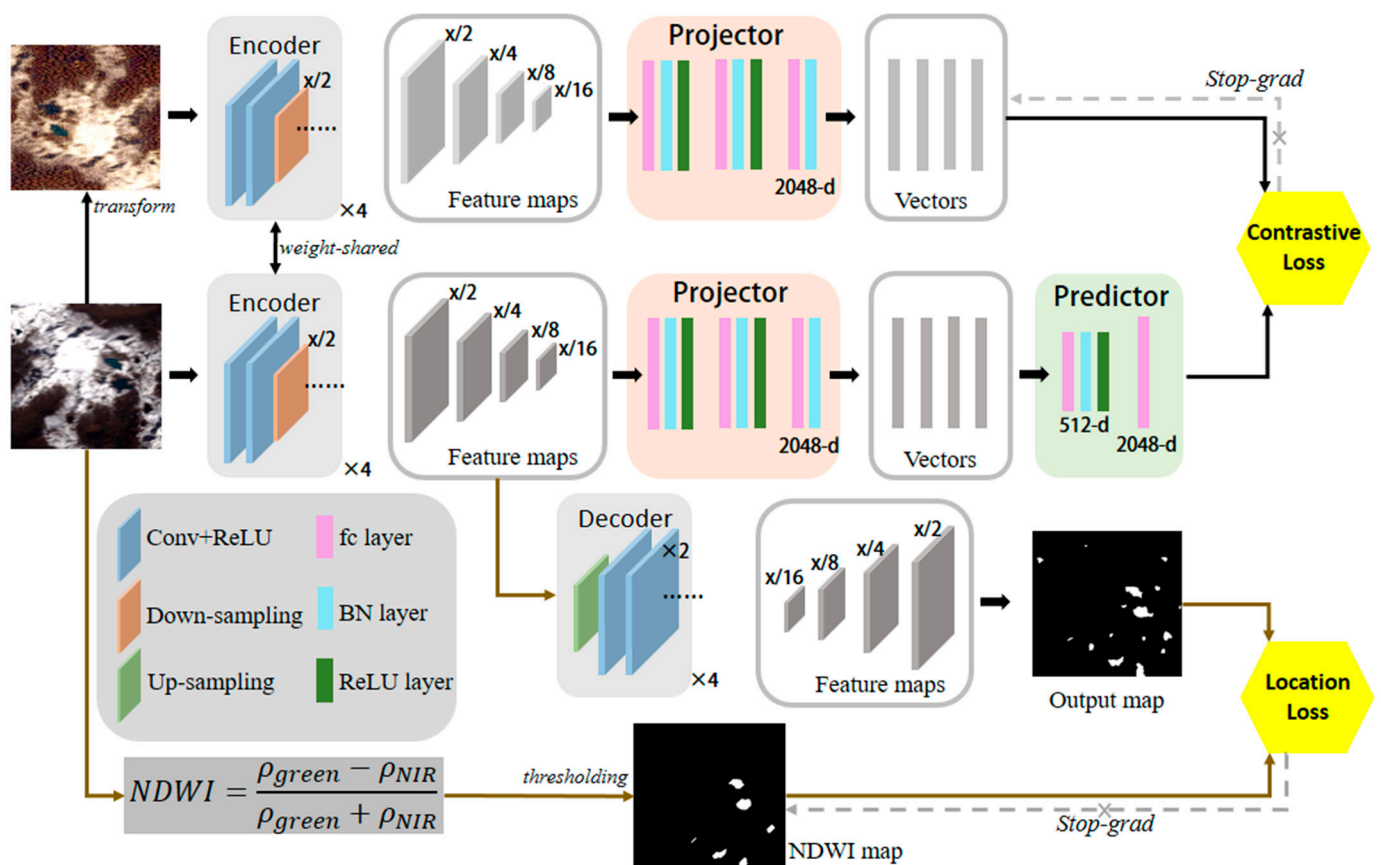 Encoder
x/2
......
×4
transform
x/2
x/4
x/8
x/16
Feature maps
Projector
2048-d
Vectors
Stop-grad
Contrastive
Loss
weight-shared
Encoder
x/2
......
×4
x/2
x/4
x/8
x/16
Feature maps
Projector
2048-d
Vectors
Predictor
512-d
2048-d
Conv+ReLU
fc layer
Down-sampling
BN layer
Up-sampling
ReLU layer
Decoder
×2
......
×4
x/16
x/8
x/4
x/2
Feature maps
Output map
Location
Loss
NDWI = (ρgreen − ρNIR) / (ρgreen + ρNIR)
thresholding
NDWI map
Stop-grad